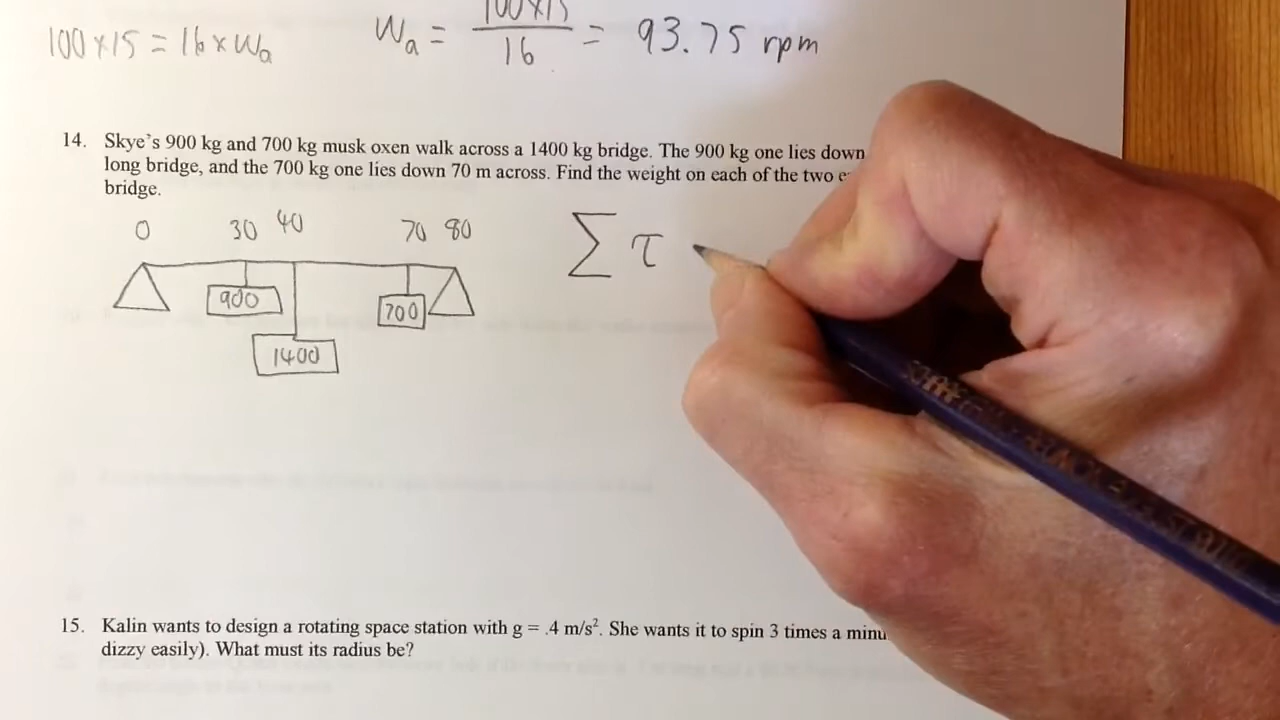 100 x 15 = 16 x Wa Wa = 100 x 15 / 16 = 93.75 rpm
14. Skye's 900 kg and 700 kg musk oxen walk across a 1400 kg bridge. The 900 kg one lies down
long bridge, and the 700 kg one lies down 70 m across. Find the weight on each of the two
bridge.
0 30 40 70 80
Σ τ
900 700
1400
15. Kalin wants to design a rotating space station with g = .4 m/s². She wants it to spin 3 times a
dizzy easily). What must its radius be?